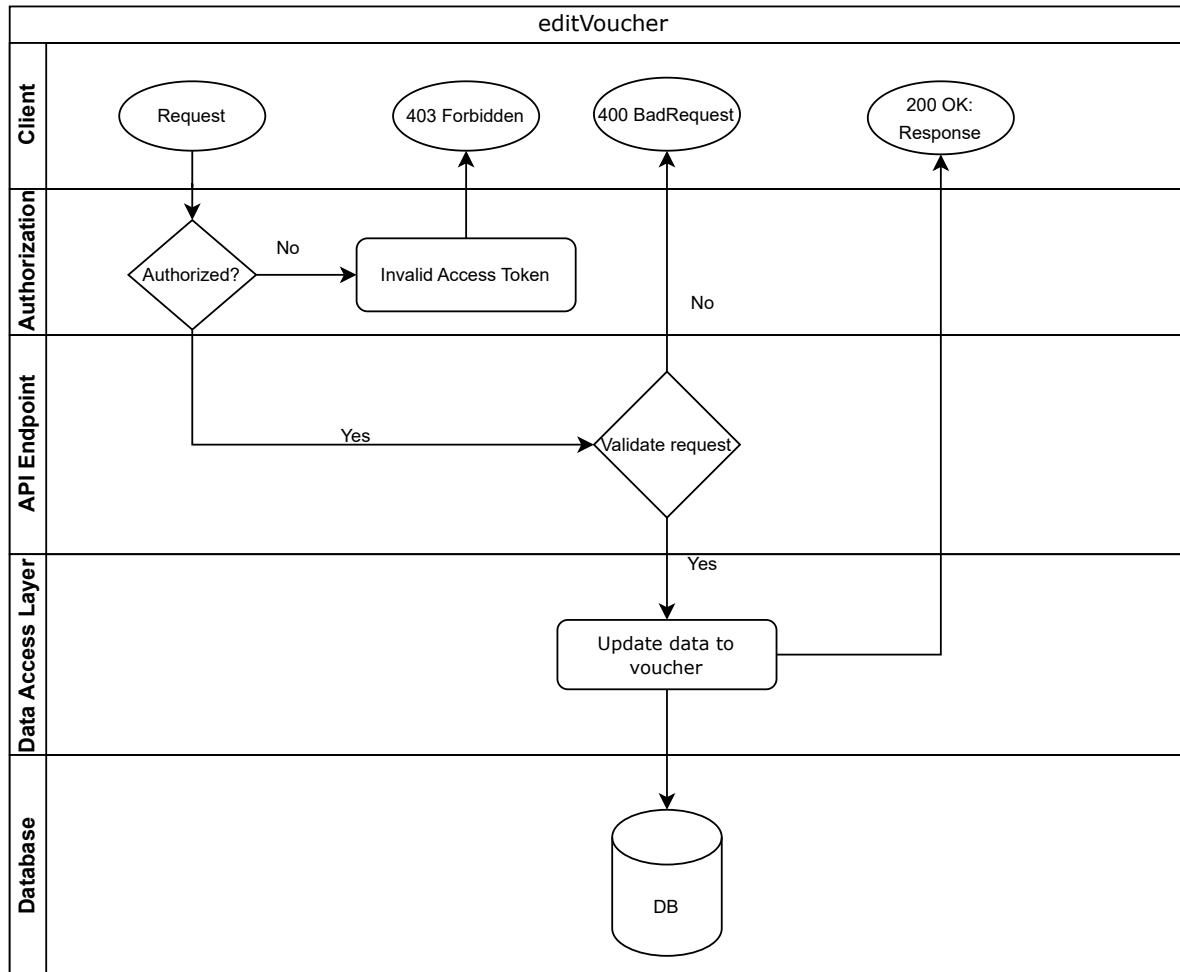 editVoucher
Client
Request
403 Forbidden
400 BadRequest
200 OK:
Response
Authorization
Authorized?
No
Invalid Access Token
No
API Endpoint
Yes
Validate request
Data Access Layer
Yes
Update data to
voucher
Database
DB